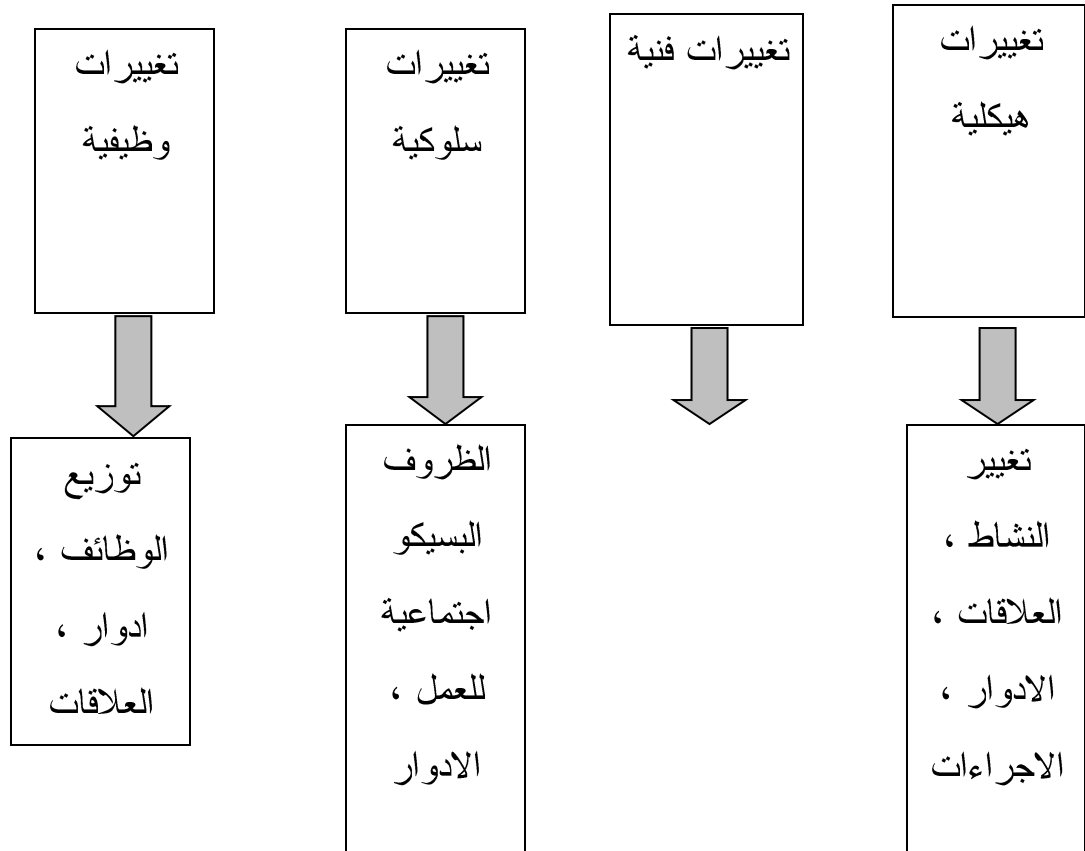 تغييرات
هيكلية
تغييرات فنية
تغييرات
سلوكية
تغييرات
وظيفية
تغيير
النشاط ،
العلاقات ،
الادوار ،
الاجراءات
الظروف
البسيكو
اجتماعية
للعمل ،
الادوار
توزيع
الوظائف ،
ادوار ،
العلاقات